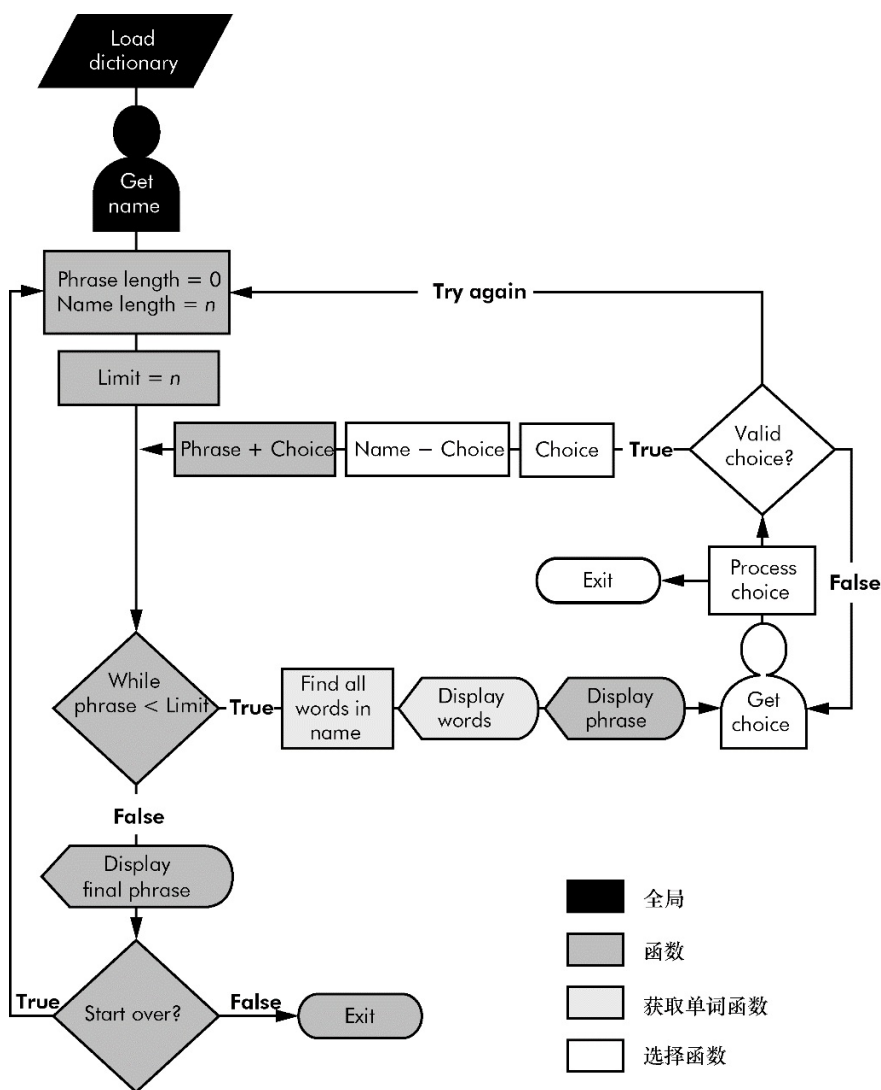 Load
dictionary
Get
name
Phrase length = 0
Name length = n
Try again
Limit = n
Phrase + Choice
Name − Choice
Choice
True
Valid
choice?
Exit
Process
choice
False
While
phrase < Limit
True
Find all
words in
name
Display
words
Display
phrase
Get
choice
False
Display
final phrase
True
Start over?
False
Exit
全局
函数
获取单词函数
选择函数